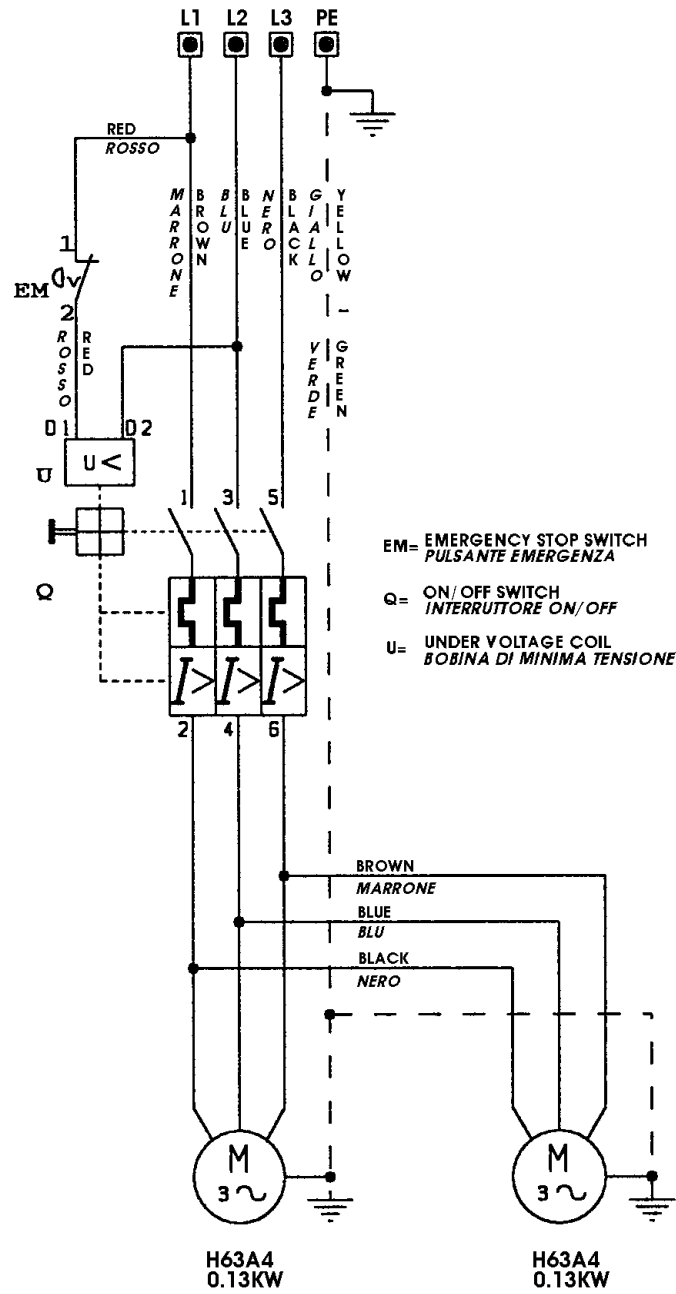 L1 L2 L3 PE
RED
ROSSO
MARRONE
BROWN
BLU
BLUE
NERO
BLACK
GIALLO
YELLOW -
VERDE
GREEN
1
EM
2
ROSSO
RED
D1 D2
U<
U
1 3 5
Q
EM= EMERGENCY STOP SWITCH
PULSANTE EMERGENZA
Q= ON/OFF SWITCH
INTERRUTTORE ON/OFF
U= UNDER VOLTAGE COIL
BOBINA DI MINIMA TENSIONE
I> I> I>
2 4 6
BROWN
MARRONE
BLUE
BLU
BLACK
NERO
M M
3~ 3~
H63A4 H63A4
0.13KW 0.13KW